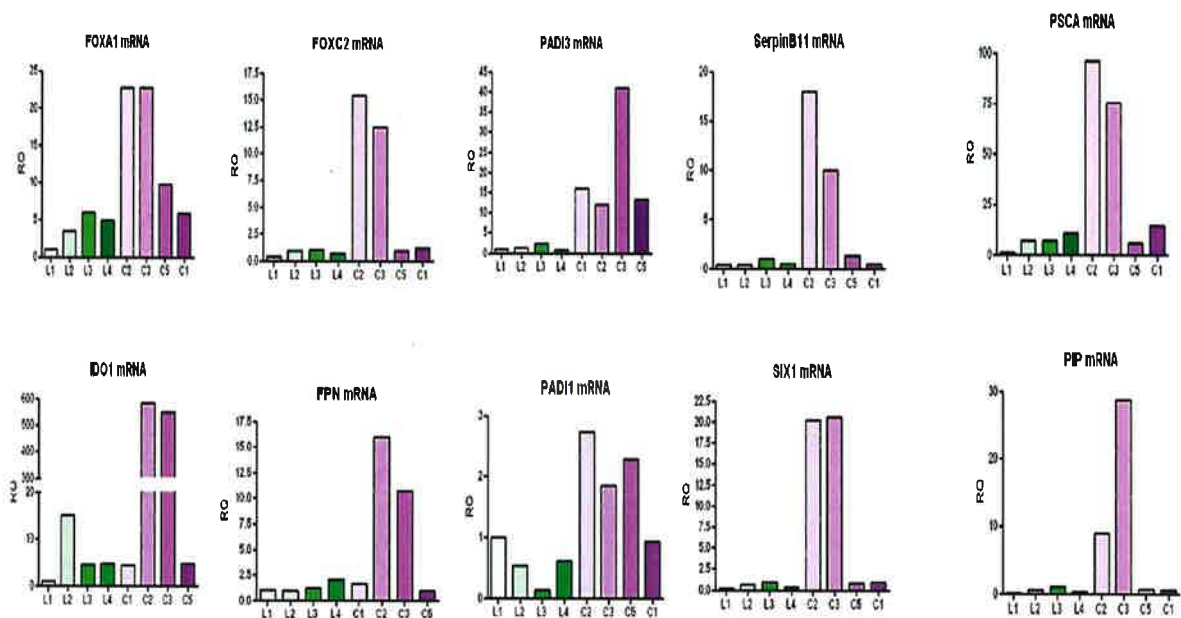 PSCA mRNA
FOXA1 mRNA
FOXC2 mRNA
PADI3 mRNA
SerpinB11 mRNA
25
20
15
10
5
0
RQ
L1 L2 L3 L4 C2 C3 C5 C1
17.5
15.0
12.5
10.0
7.5
5.0
2.5
0.0
RQ
L1 L2 L3 L4 C2 C3 C5 C1
45
40
35
30
25
20
15
10
5
0
RQ
L1 L2 L3 L4 C1 C2 C3 C5
20
15
10
5
0
RQ
L1 L2 L3 L4 C2 C3 C5 C1
100
75
50
25
0
RQ
L1 L2 L3 L4 C2 C3 C5 C1
IDO1 mRNA
FPN mRNA
PADI1 mRNA
SIX1 mRNA
PIP mRNA
600
500
400
300
20
10
0
RQ
L1 L2 L3 L4 C1 C2 C3 C5
17.5
15.0
12.5
10.0
7.5
5.0
2.5
0.0
RQ
L1 L2 L3 L4 C1 C2 C3 C5
3
2
1
0
RQ
L1 L2 L3 L4 C2 C3 C5 C1
22.5
20.0
17.5
15.0
12.5
10.0
7.5
5.0
2.5
0.0
RQ
L1 L2 L3 L4 C2 C3 C5 C1
30
20
10
0
RQ
L1 L2 L3 L4 C2 C3 C5 C1